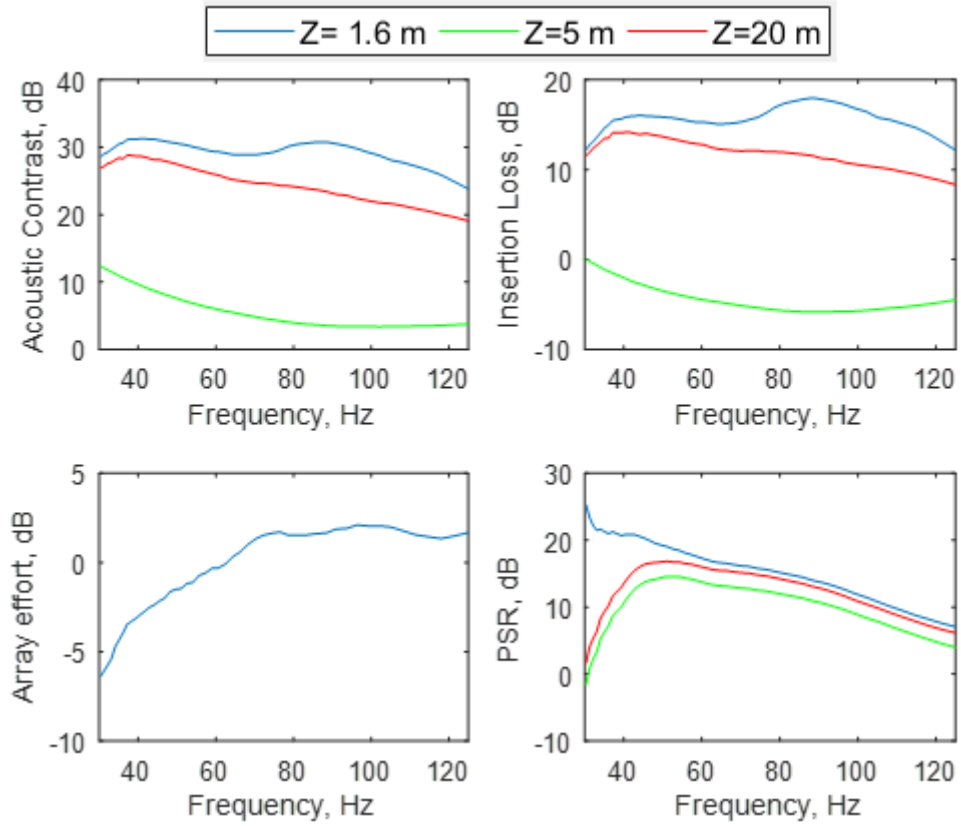 Z= 1.6 m Z=5 m Z=20 m
Acoustic Contrast, dB
40
30
20
10
0
40 60 80 100 120
Frequency, Hz
Insertion Loss, dB
20
10
0
-10
40 60 80 100 120
Frequency, Hz
Array effort, dB
5
0
-5
-10
40 60 80 100 120
Frequency, Hz
PSR, dB
30
20
10
0
-10
40 60 80 100 120
Frequency, Hz